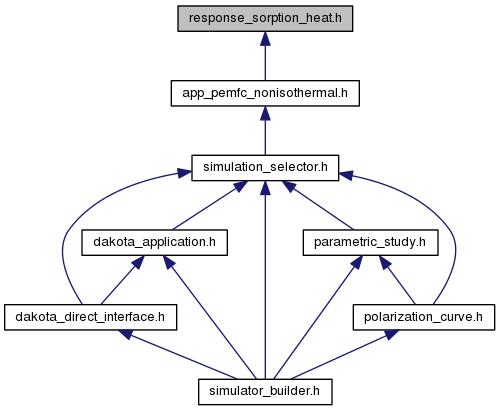 response_sorption_heat.h
app_pemfc_nonisothermal.h
simulation_selector.h
dakota_application.h
parametric_study.h
dakota_direct_interface.h
polarization_curve.h
simulator_builder.h